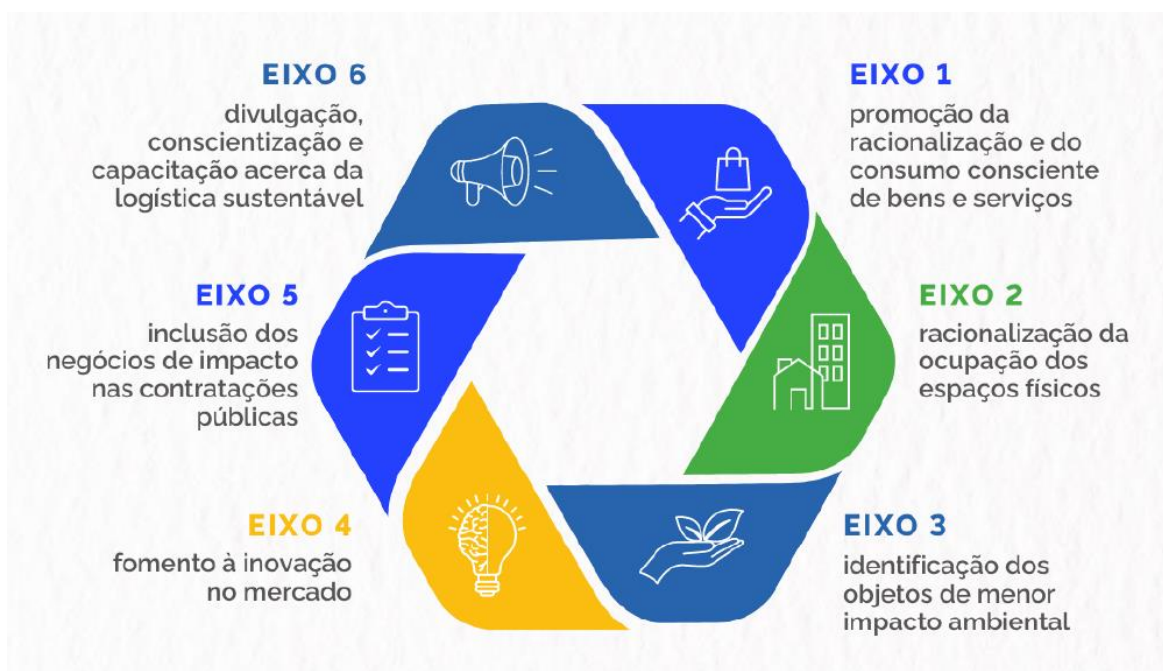 EIXO 1
promoção da
racionalização e do
consumo consciente
de bens e serviços
EIXO 2
racionalização da
ocupação dos
espaços físicos
EIXO 3
identificação dos
objetos de menor
impacto ambiental
EIXO 4
fomento à inovação
no mercado
EIXO 5
inclusão dos
negócios de impacto
nas contratações
públicas
EIXO 6
divulgação,
conscientização e
capacitação acerca da
logística sustentável